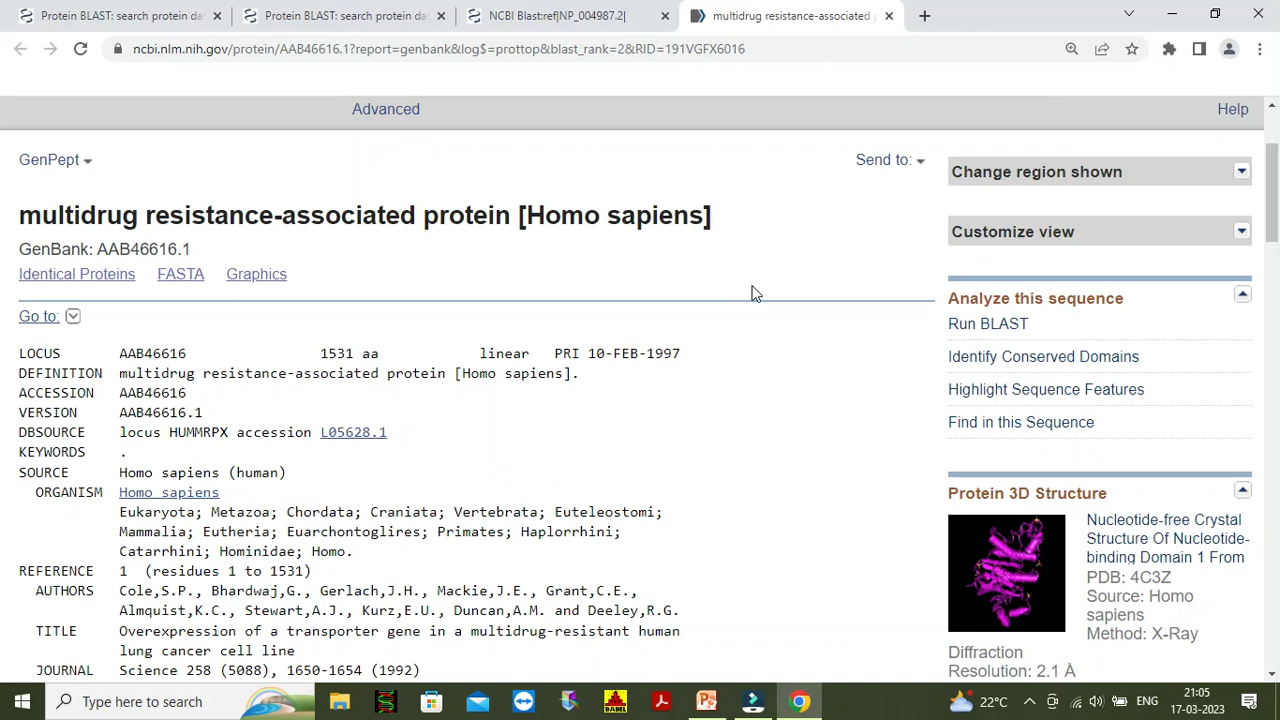 Protein BLAST: search protein da
Protein BLAST: search protein da
NCBI Blast:ref|NP_004987.2|
multidrug resistance-associated
ncbi.nlm.nih.gov/protein/AAB46616.1?report=genbank&log$=prottop&blast_rank=2&RID=191VGFX6016
Advanced
Help
GenPept
Send to:
Change region shown
multidrug resistance-associated protein [Homo sapiens]
GenBank: AAB46616.1
Identical Proteins FASTA Graphics
Customize view
Go to:
Analyze this sequence
Run BLAST
Identify Conserved Domains
Highlight Sequence Features
Find in this Sequence
LOCUS AAB46616 1531 aa linear PRI 10-FEB-1997
DEFINITION multidrug resistance-associated protein [Homo sapiens].
ACCESSION AAB46616
VERSION AAB46616.1
DBSOURCE locus HUMMRPX accession L05628.1
KEYWORDS .
SOURCE Homo sapiens (human)
ORGANISM Homo sapiens
Eukaryota; Metazoa; Chordata; Craniata; Vertebrata; Euteleostomi;
Mammalia; Eutheria; Euarchontoglires; Primates; Haplorrhini;
Catarrhini; Hominidae; Homo.
REFERENCE 1 (residues 1 to 1531)
AUTHORS Cole,S.P., Bhardwaj,G., Gerlach,J.H., Mackie,J.E., Grant,C.E.,
Almquist,K.C., Stewart,A.J., Kurz,E.U., Duncan,A.M. and Deeley,R.G.
TITLE Overexpression of a transporter gene in a multidrug-resistant human
lung cancer cell line
JOURNAL Science 258 (5088), 1650-1654 (1992)
Protein 3D Structure
Nucleotide-free Crystal
Structure Of Nucleotide-
binding Domain 1 From
PDB: 4C3Z
Source: Homo
sapiens
Method: X-Ray
Diffraction
Resolution: 2.1 Å
Type here to search
BABEL
22°C
ENG
21:05
17-03-2023